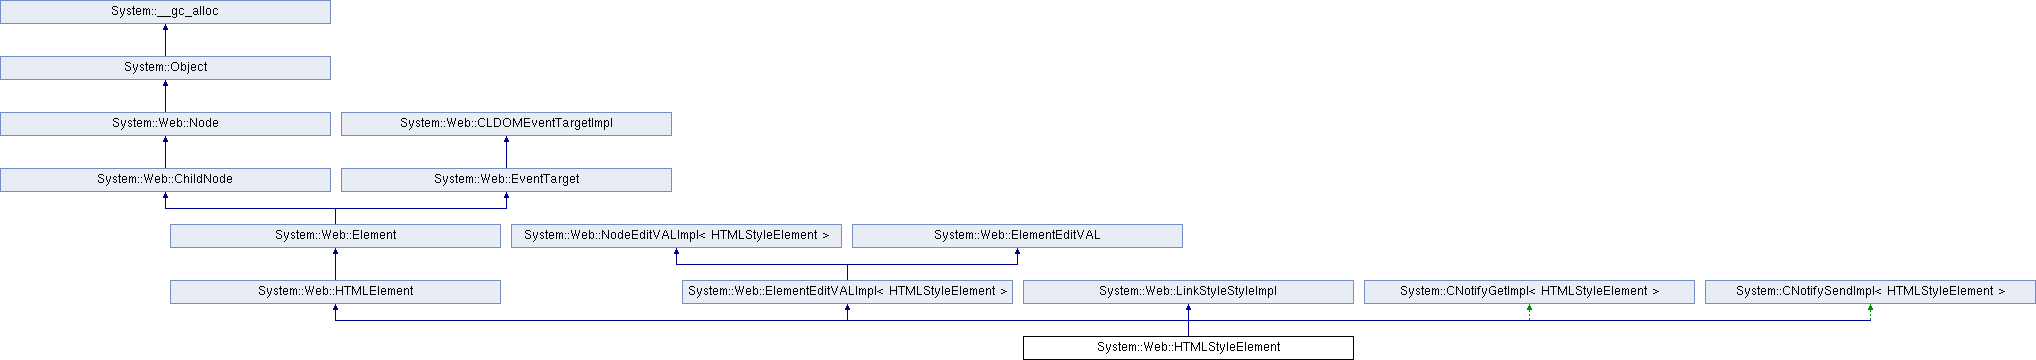 System::__gc_alloc
System::Object
System::Web::Node
System::Web::CLDOMEventTargetImpl
System::Web::ChildNode
System::Web::EventTarget
System::Web::Element
System::Web::NodeEditVALImpl< HTMLStyleElement >
System::Web::ElementEditVAL
System::Web::HTMLElement
System::Web::ElementEditVALImpl< HTMLStyleElement >
System::Web::LinkStyleStyleImpl
System::CNotifyGetImpl< HTMLStyleElement >
System::CNotifySendImpl< HTMLStyleElement >
System::Web::HTMLStyleElement